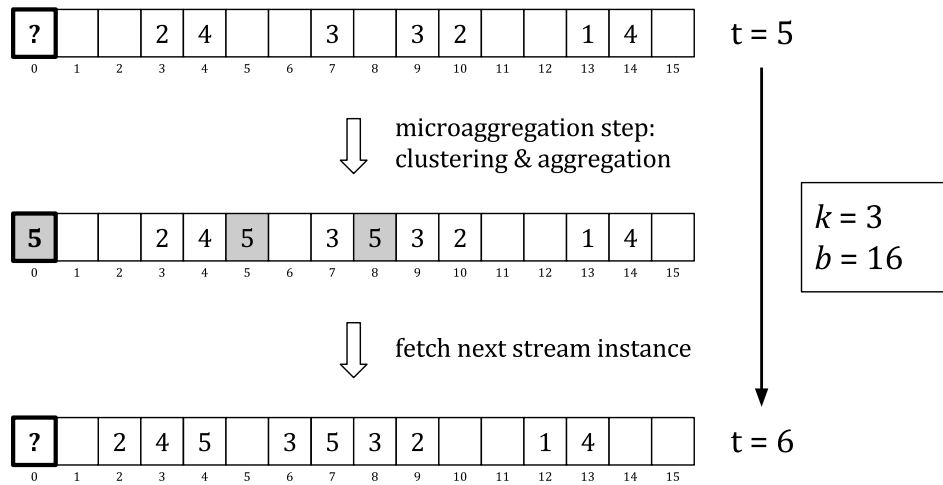 ? 2 4 3 3 2 1 4 t = 5
0 1 2 3 4 5 6 7 8 9 10 11 12 13 14 15
microaggregation step:
clustering & aggregation
k = 3
b = 16
5 2 4 5 3 5 3 2 1 4
0 1 2 3 4 5 6 7 8 9 10 11 12 13 14 15
fetch next stream instance
? 2 4 5 3 5 3 2 1 4 t = 6
0 1 2 3 4 5 6 7 8 9 10 11 12 13 14 15